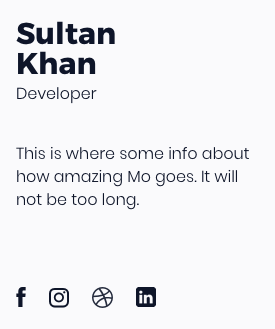 Sultan
Khan
Developer
This is where some info about
how amazing Mo goes. It will
not be too long.